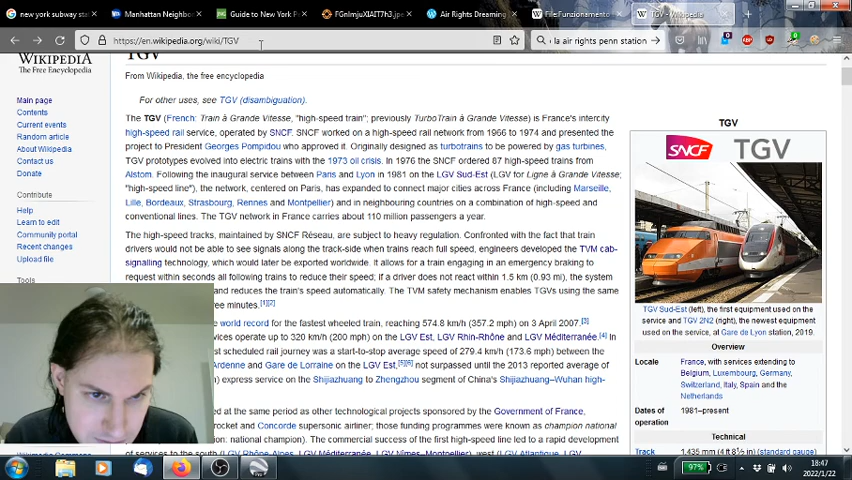 new york subway sta
Manhattan Neighbo
Guide to New York P
FGnImjuXIAIT7h3.jpe
Air Rights Dreaming
File:Funzionamento
TGV - Wikipedia
https://en.wikipedia.org/wiki/TGV
la air rights penn station
WIKIPEDIA
The Free Encyclopedia
Main page
Contents
Current events
Random article
About Wikipedia
Contact us
Donate
Contribute
Help
Learn to edit
Community portal
Recent changes
Upload file
Tools
TGV
From Wikipedia, the free encyclopedia
For other uses, see TGV (disambiguation).
The TGV (French: Train à Grande Vitesse, "high-speed train"; previously TurboTrain à Grande Vitesse) is France's intercity
high-speed rail service, operated by SNCF. SNCF worked on a high-speed rail network from 1966 to 1974 and presented the
project to President Georges Pompidou who approved it. Originally designed as turbotrains to be powered by gas turbines,
TGV prototypes evolved into electric trains with the 1973 oil crisis. In 1976 the SNCF ordered 87 high-speed trains from
Alstom. Following the inaugural service between Paris and Lyon in 1981 on the LGV Sud-Est (LGV for Ligne à Grande Vitesse;
"high-speed line"), the network, centered on Paris, has expanded to connect major cities across France (including Marseille,
Lille, Bordeaux, Strasbourg, Rennes and Montpellier) and in neighbouring countries on a combination of high-speed and
conventional lines. The TGV network in France carries about 110 million passengers a year.
The high-speed tracks, maintained by SNCF Réseau, are subject to heavy regulation. Confronted with the fact that train
drivers would not be able to see signals along the track-side when trains reach full speed, engineers developed the TVM cab-
signalling technology, which would later be exported worldwide. It allows for a train engaging in an emergency braking to
request within seconds all following trains to reduce their speed; if a driver does not react within 1.5 km (0.93 mi), the system
and reduces the train's speed automatically. The TVM safety mechanism enables TGVs using the same
ree minutes.[1][2]
world record for the fastest wheeled train, reaching 574.8 km/h (357.2 mph) on 3 April 2007.[3]
vices operate up to 320 km/h (200 mph) on the LGV Est, LGV Rhin-Rhône and LGV Méditerranée.[4] In
st scheduled rail journey was a start-to-stop average speed of 279.4 km/h (173.6 mph) between the
Ardenne and Gare de Lorraine on the LGV Est,[5][6] not surpassed until the 2013 reported average of
) express service on the Shijiazhuang to Zhengzhou segment of China's Shijiazhuang–Wuhan high-
ed at the same period as other technological projects sponsored by the Government of France,
rocket and Concorde supersonic airliner; those funding programmes were known as champion national
tion: national champion). The commercial success of the first high-speed line led to a rapid development
of services to the south (LGV Rhône-Alpes, LGV Méditerranée, LGV Nîmes–Montpellier), west (LGV Atlantique, LGV
TGV
SNCF TGV
TGV Sud-Est (left), the first equipment used on the
service and TGV 2N2 (right), the newest
equipment used on the service, at Gare de Lyon station, 2019.
Overview
Locale
France, with services extending to
Belgium, Luxembourg, Germany,
Switzerland, Italy, Spain and the
Netherlands
Dates of
operation
1981–present
Technical
Track
1,435 mm (4 ft 8½ in) (standard gauge)
97%
18:47
2022/1/22